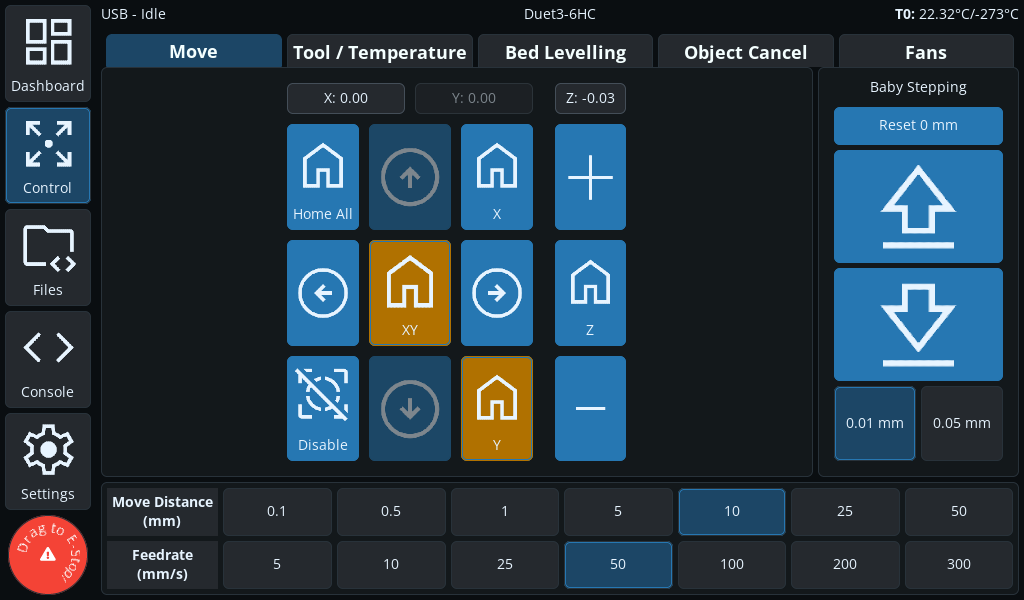 USB - Idle
Duet3-6HC
T0: 22.32°C/-273°C
Dashboard
Control
Files
Console
Settings
Drag to E-Stop!
Move
Tool / Temperature
Bed Levelling
Object Cancel
Fans
X: 0.00
Y: 0.00
Z: -0.03
Home All
X
XY
Z
Disable
Y
Baby Stepping
Reset 0 mm
0.01 mm
0.05 mm
Move Distance
(mm)
0.1
0.5
1
5
10
25
50
Feedrate
(mm/s)
5
10
25
50
100
200
300